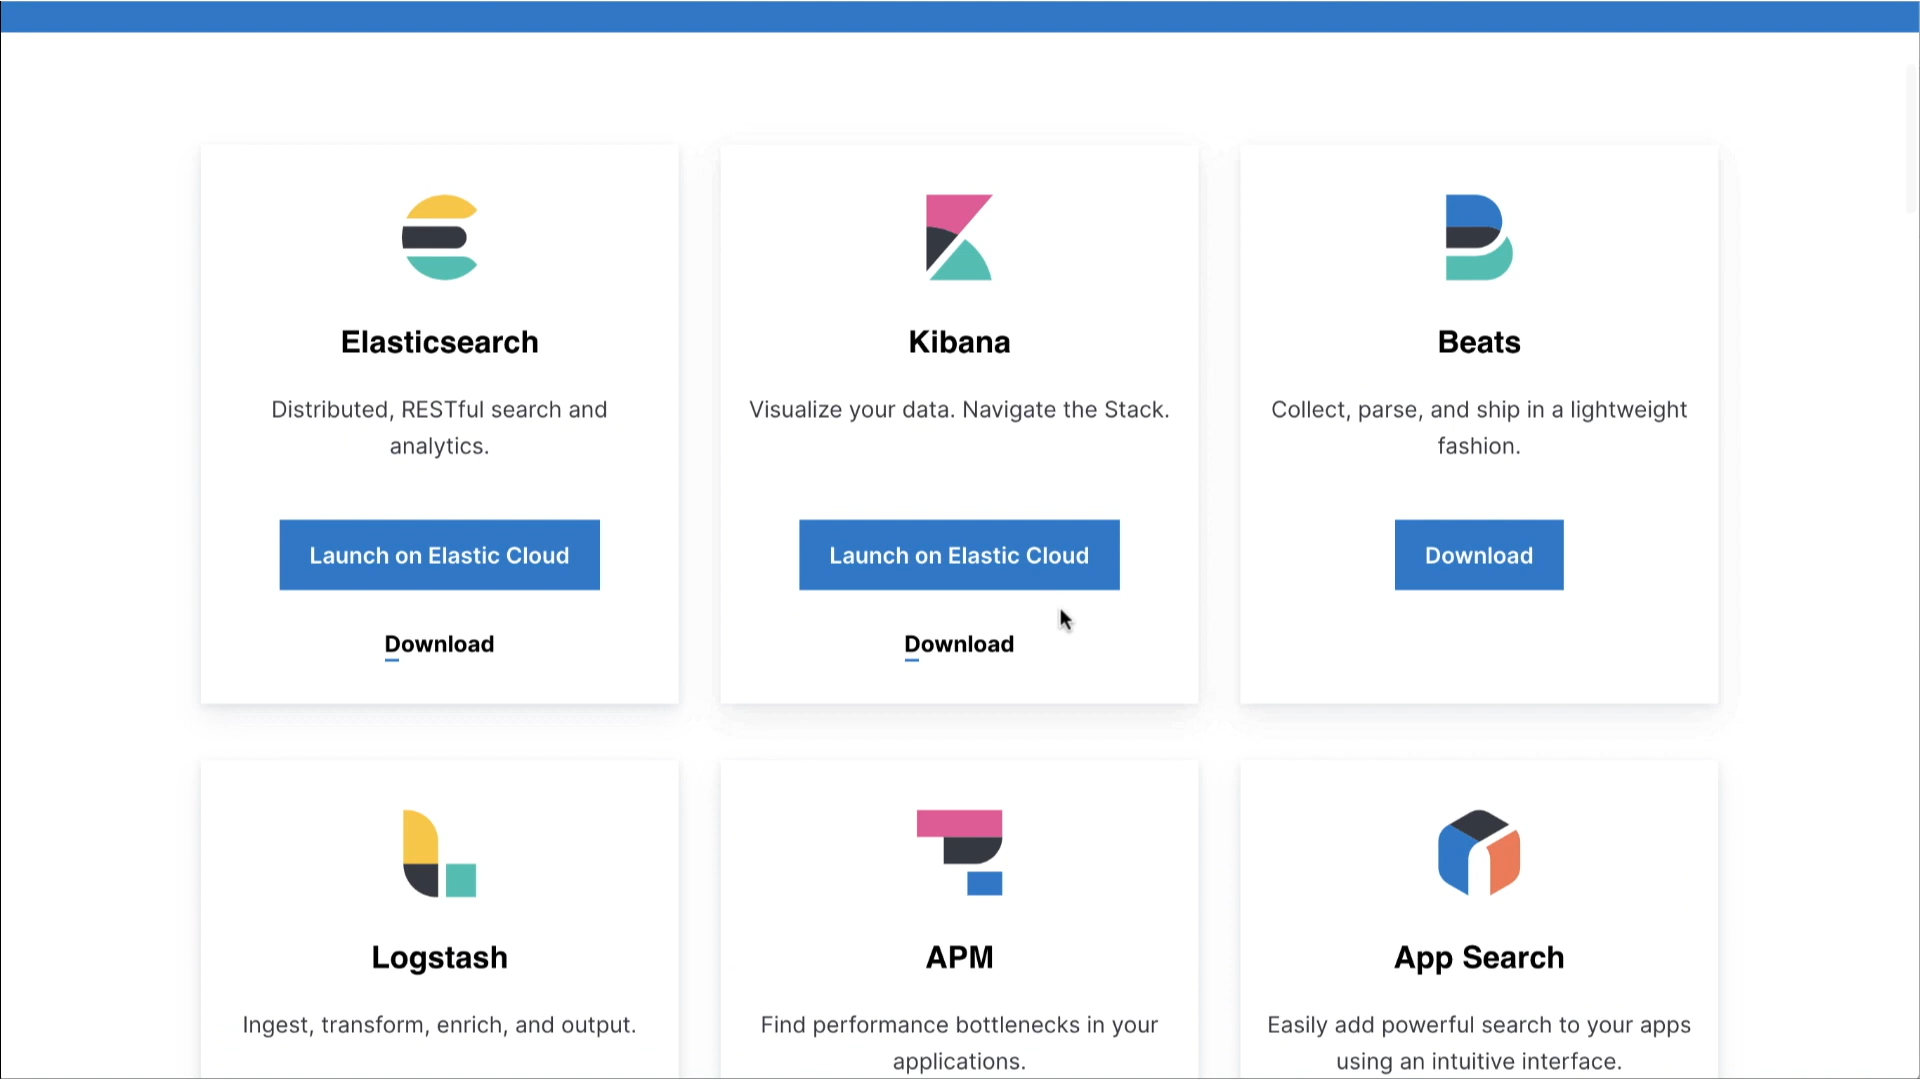 Elasticsearch
Distributed, RESTful search and
analytics.
Launch on Elastic Cloud
Download
Kibana
Visualize your data. Navigate the Stack.
Launch on Elastic Cloud
Download
Beats
Collect, parse, and ship in a lightweight
fashion.
Download
Logstash
Ingest, transform, enrich, and output.
APM
Find performance bottlenecks in your
applications.
App Search
Easily add powerful search to your apps
using an intuitive interface.